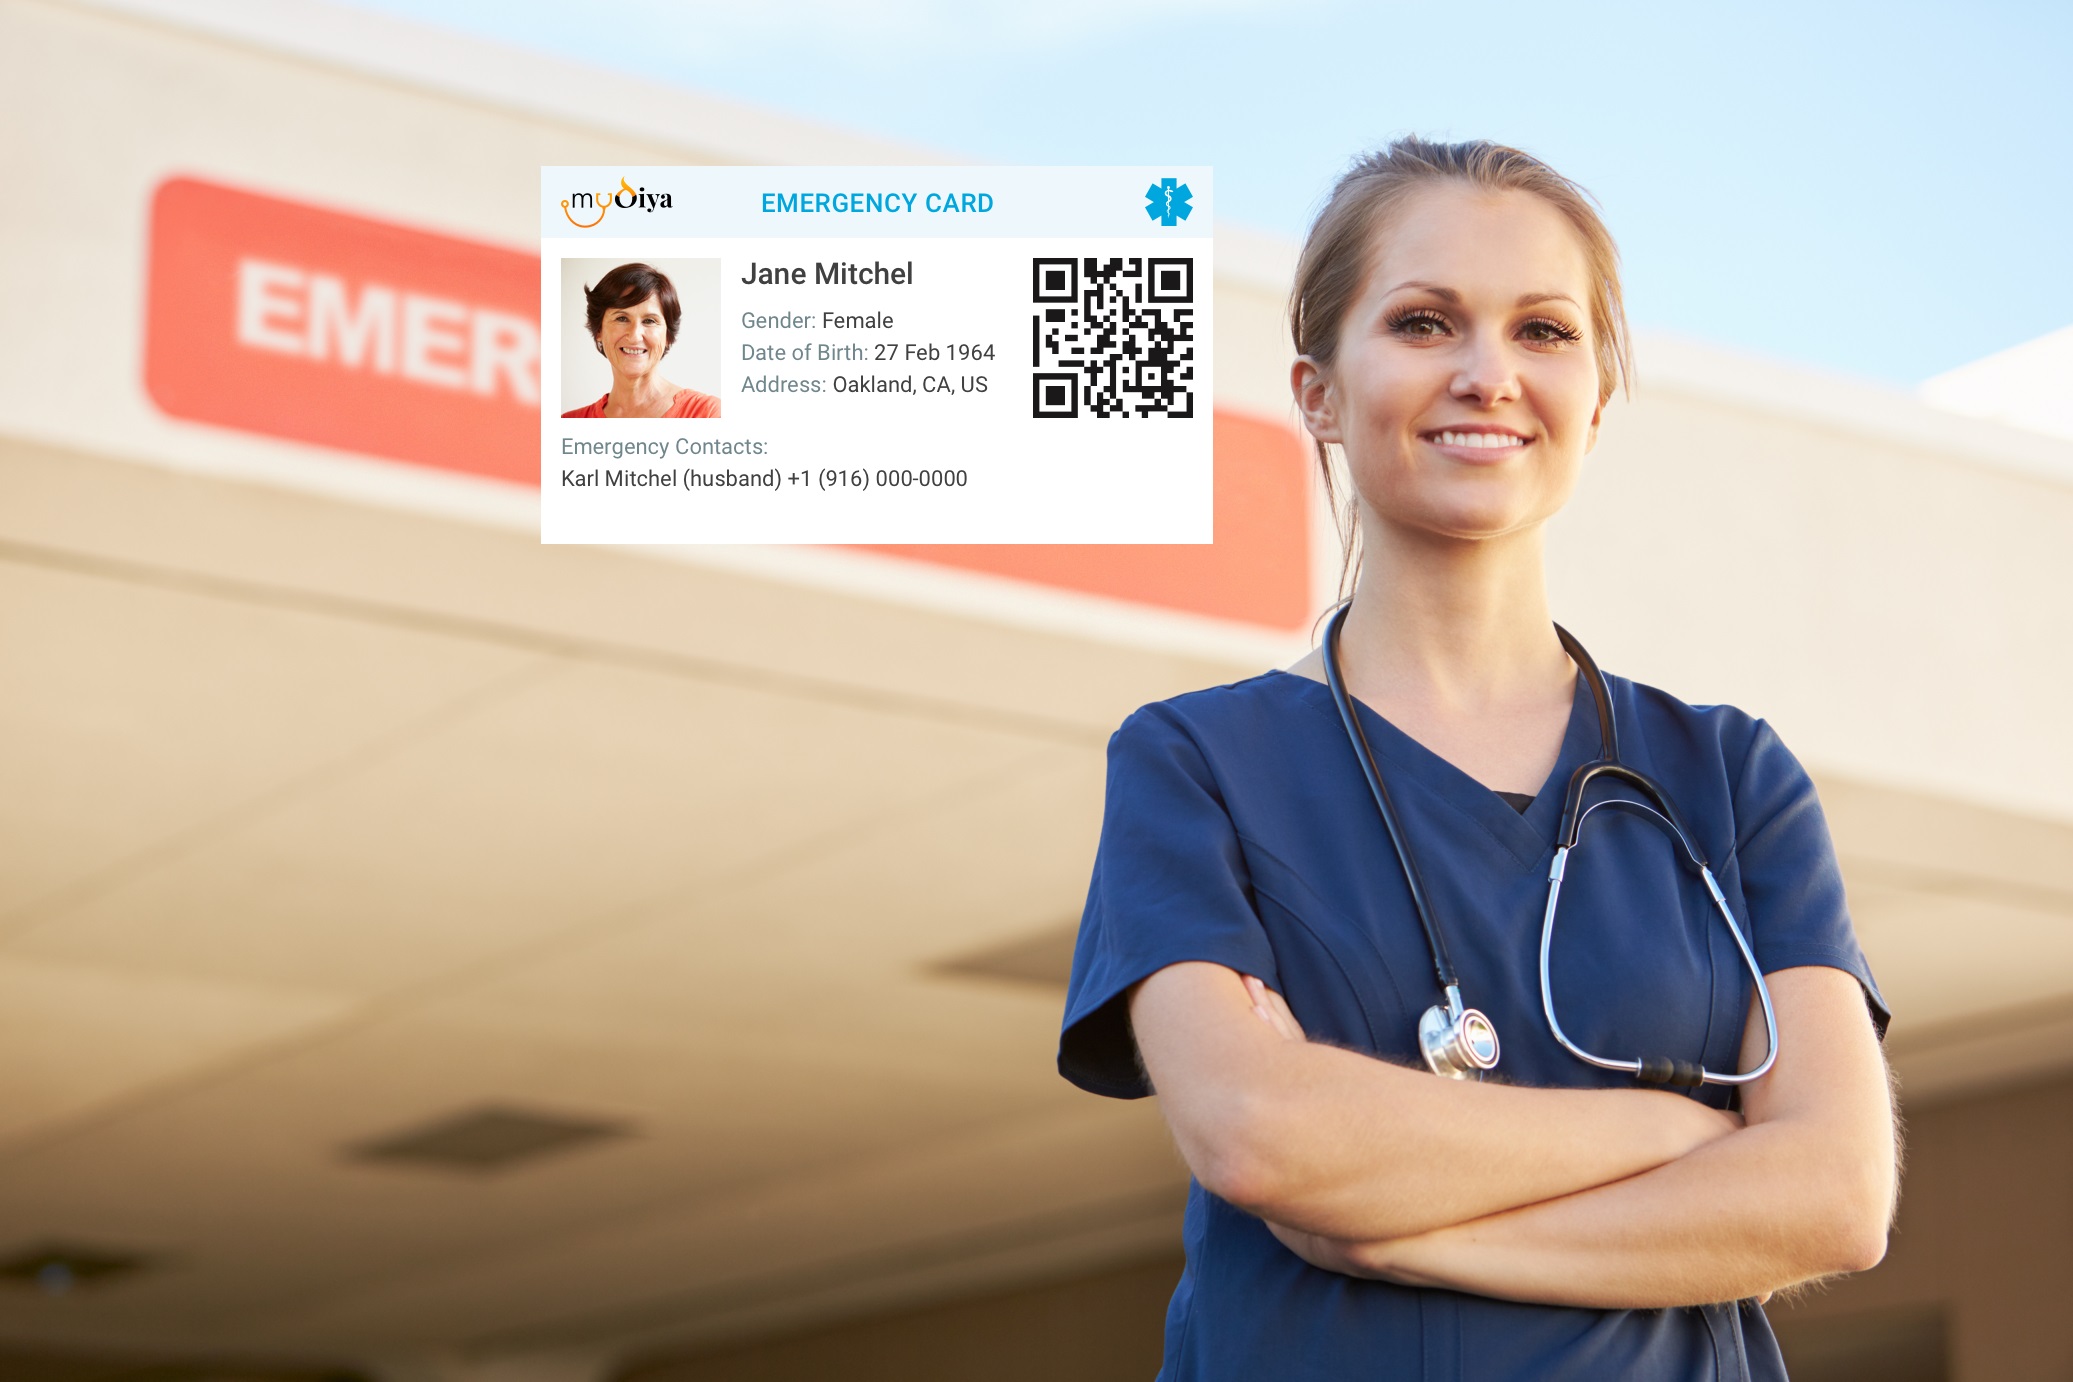 EMER
myDiya
EMERGENCY CARD
Jane Mitchel
Gender: Female
Date of Birth: 27 Feb 1964
Address: Oakland, CA, US
Emergency Contacts:
Karl Mitchel (husband) +1 (916) 000-0000